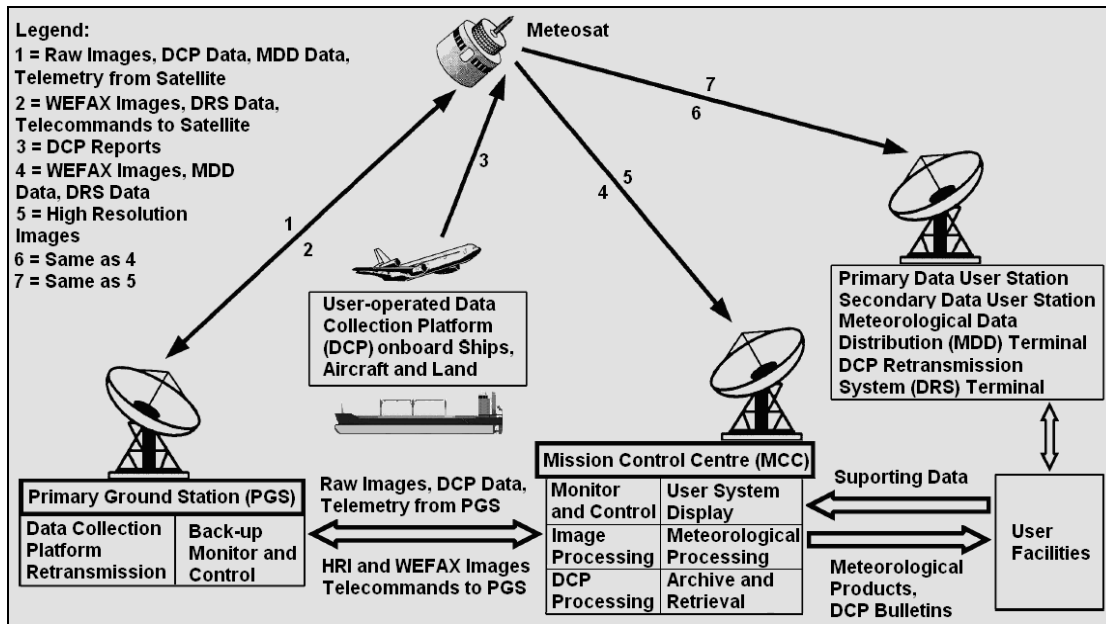 Legend:
1 = Raw Images, DCP Data, MDD Data,
Telemetry from Satellite
2 = WEFAX Images, DRS Data,
Telecommands to Satellite
3 = DCP Reports
4 = WEFAX Images, MDD
Data, DRS Data
5 = High Resolution
Images
6 = Same as 4
7 = Same as 5
Meteosat
7
6
3
5
4
1
2
User-operated Data
Collection Platform
(DCP) onboard Ships,
Aircraft and Land
Primary Data User Station
Secondary Data User Station
Meteorological Data
Distribution (MDD) Terminal
DCP Retransmission
System (DRS) Terminal
Primary Ground Station (PGS)
Data Collection
Platform
Retransmission
Back-up
Monitor and
Control
Raw Images, DCP Data,
Telemetry from PGS
HRI and WEFAX Images
Telecommands to PGS
Mission Control Centre (MCC)
Monitor
and Control
User System
Display
Image
Processing
Meteorological
Processing
DCP
Processing
Archive and
Retrieval
Suporting Data
Meteorological
Products,
DCP Bulletins
User
Facilities